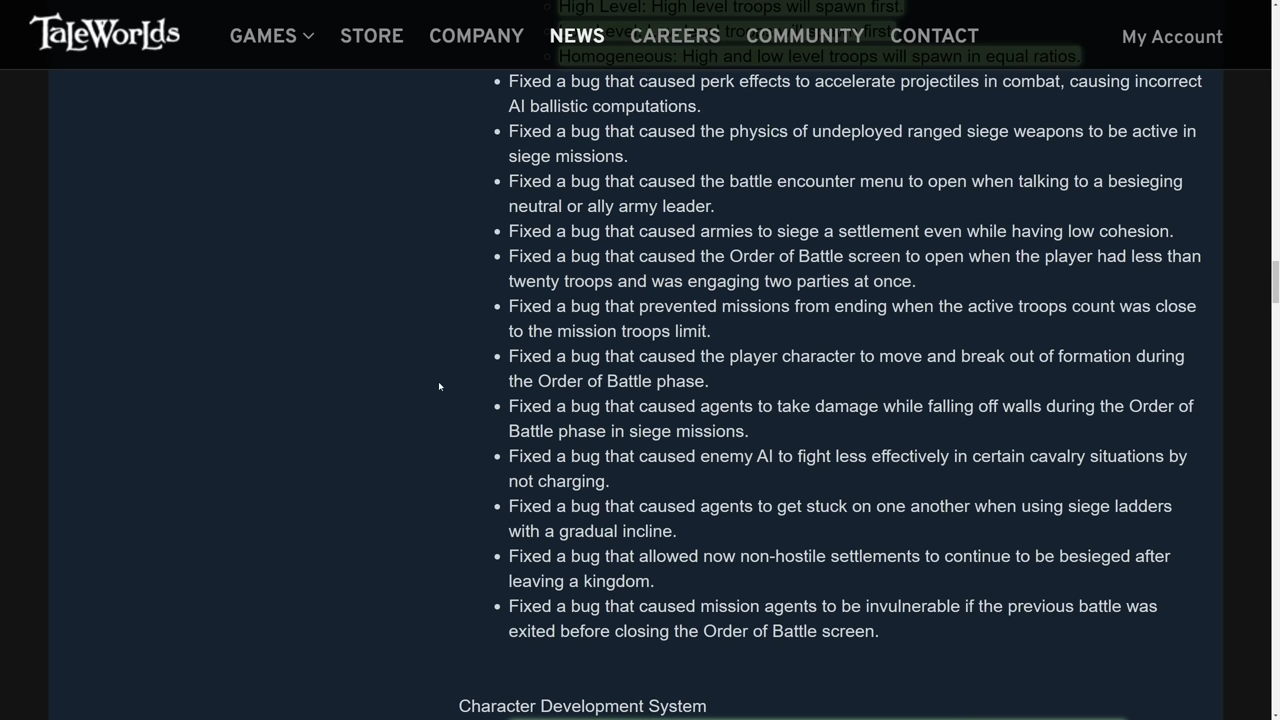 High Level: High level troops will spawn first.
TaleWorlds
GAMES STORE COMPANY NEWS CAREERS COMMUNITY CONTACT My Account
Homogeneous: High and low level troops will spawn in equal ratios.
Fixed a bug that caused perk effects to accelerate projectiles in combat, causing incorrect
AI ballistic computations.
Fixed a bug that caused the physics of undeployed ranged siege weapons to be active in
siege missions.
Fixed a bug that caused the battle encounter menu to open when talking to a besieging
neutral or ally army leader.
Fixed a bug that caused armies to siege a settlement even while having low cohesion.
Fixed a bug that caused the Order of Battle screen to open when the player had less than
twenty troops and was engaging two parties at once.
Fixed a bug that prevented missions from ending when the active troops count was close
to the mission troops limit.
Fixed a bug that caused the player character to move and break out of formation during
the Order of Battle phase.
Fixed a bug that caused agents to take damage while falling off walls during the Order of
Battle phase in siege missions.
Fixed a bug that caused enemy AI to fight less effectively in certain cavalry situations by
not charging.
Fixed a bug that caused agents to get stuck on one another when using siege ladders
with a gradual incline.
Fixed a bug that allowed now non-hostile settlements to continue to be besieged after
leaving a kingdom.
Fixed a bug that caused mission agents to be invulnerable if the previous battle was
exited before closing the Order of Battle screen.
Character Development System